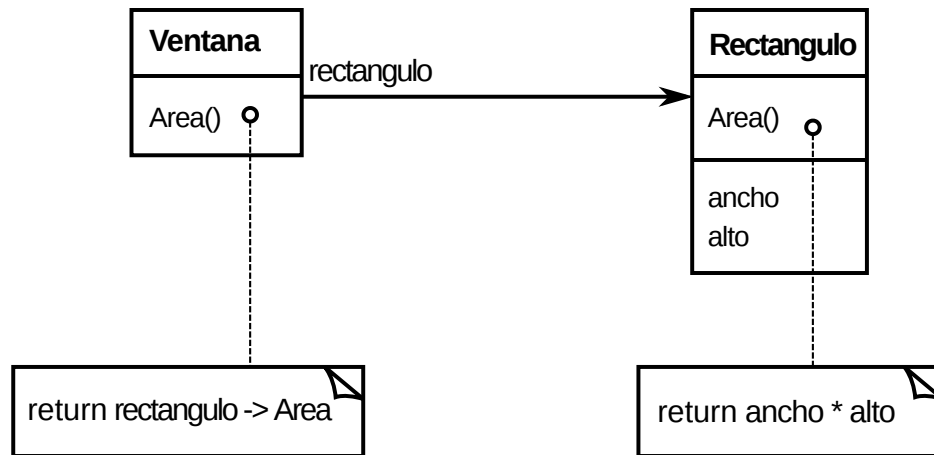 Ventana
Area()
rectangulo
Rectangulo
Area()
ancho
alto
return rectangulo -> Area
return ancho * alto